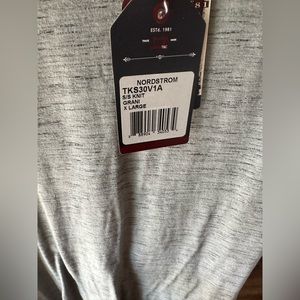 ESTD. 1981
NORDSTROM
TKS30V1A
S/S KNIT
GRANI
X LARGE